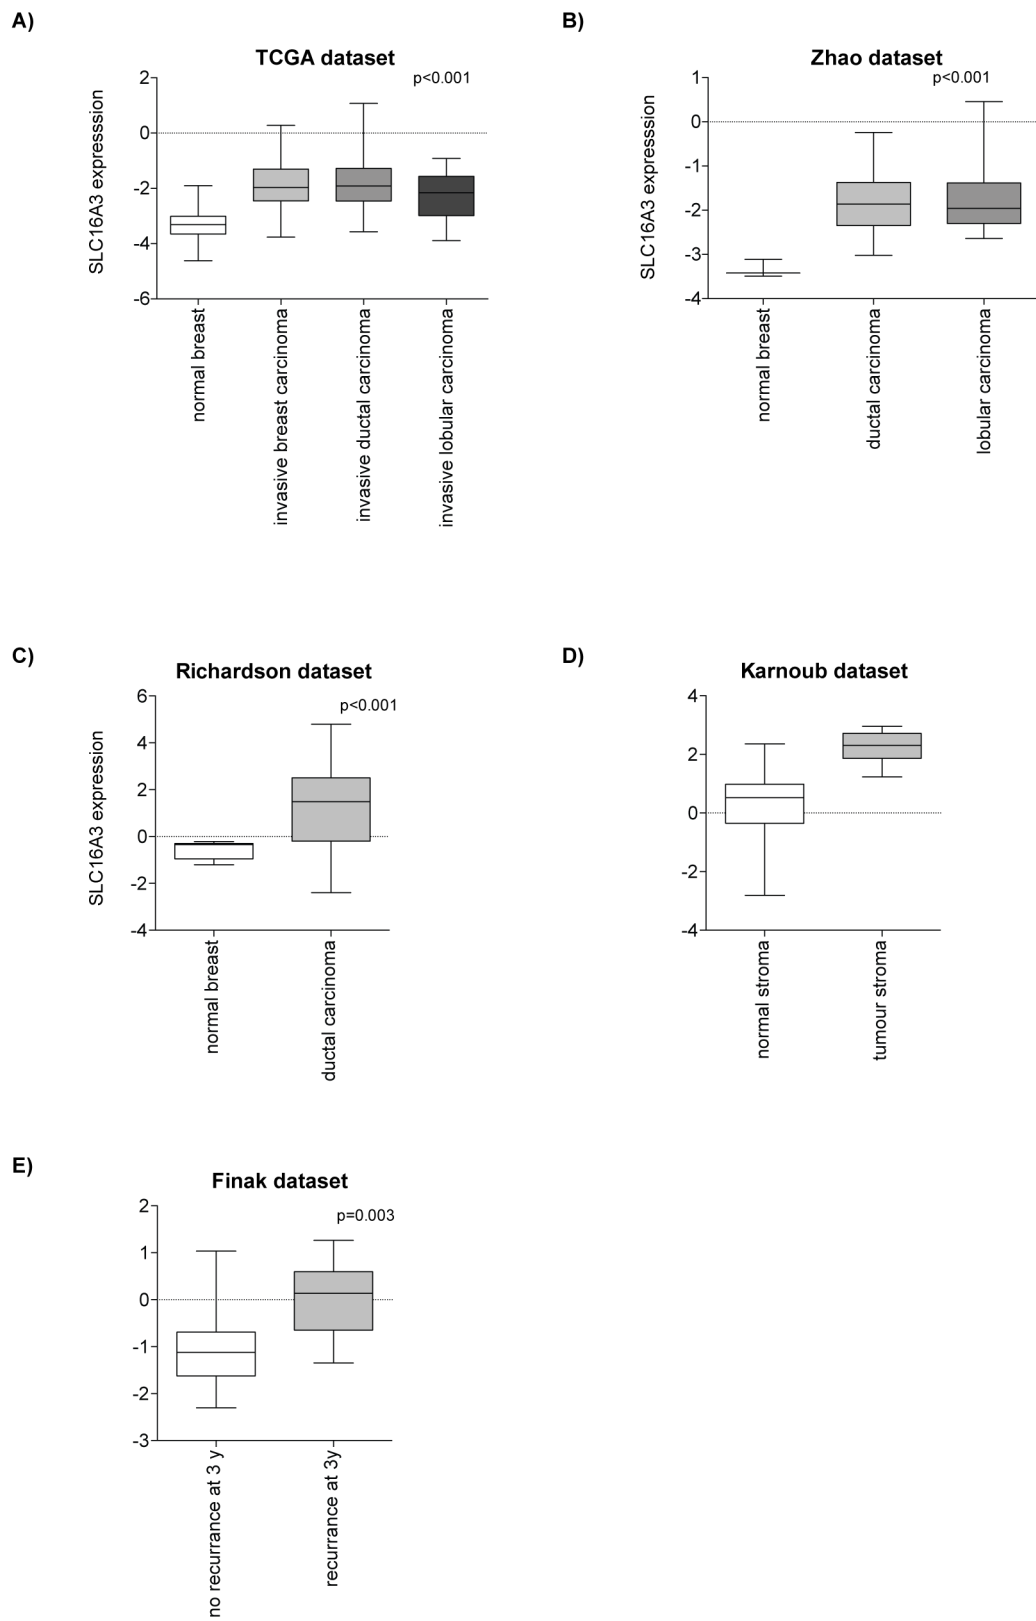 A)
TCGA dataset
p<0.001
SLC16A3 expresssion
2
0
-2
-4
-6
normal breast
invasive breast carcinoma
invasive ductal carcinoma
invasive lobular carcinoma
B)
Zhao dataset
p<0.001
SLC16A3 expresssion
1
0
-1
-2
-3
-4
normal breast
ductal carcinoma
lobular carcinoma
C)
Richardson dataset
p<0.001
SLC16A3 expression
6
4
2
0
-2
-4
normal breast
ductal carcinoma
D)
Karnoub dataset
4
2
0
-2
-4
normal stroma
tumour stroma
E)
Finak dataset
p=0.003
2
1
0
-1
-2
-3
no recurrance at 3 y
recurrance at 3y